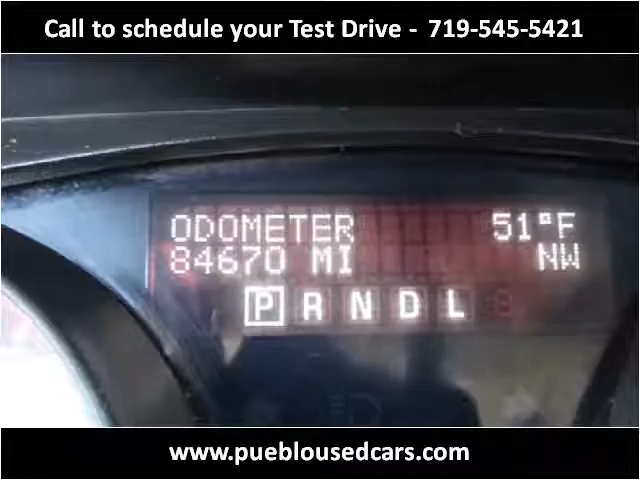 Call to schedule your Test Drive - 719-545-5421
ODOMETER 51°F
84670 MI NW
P R N D L
www.pueblousedcars.com